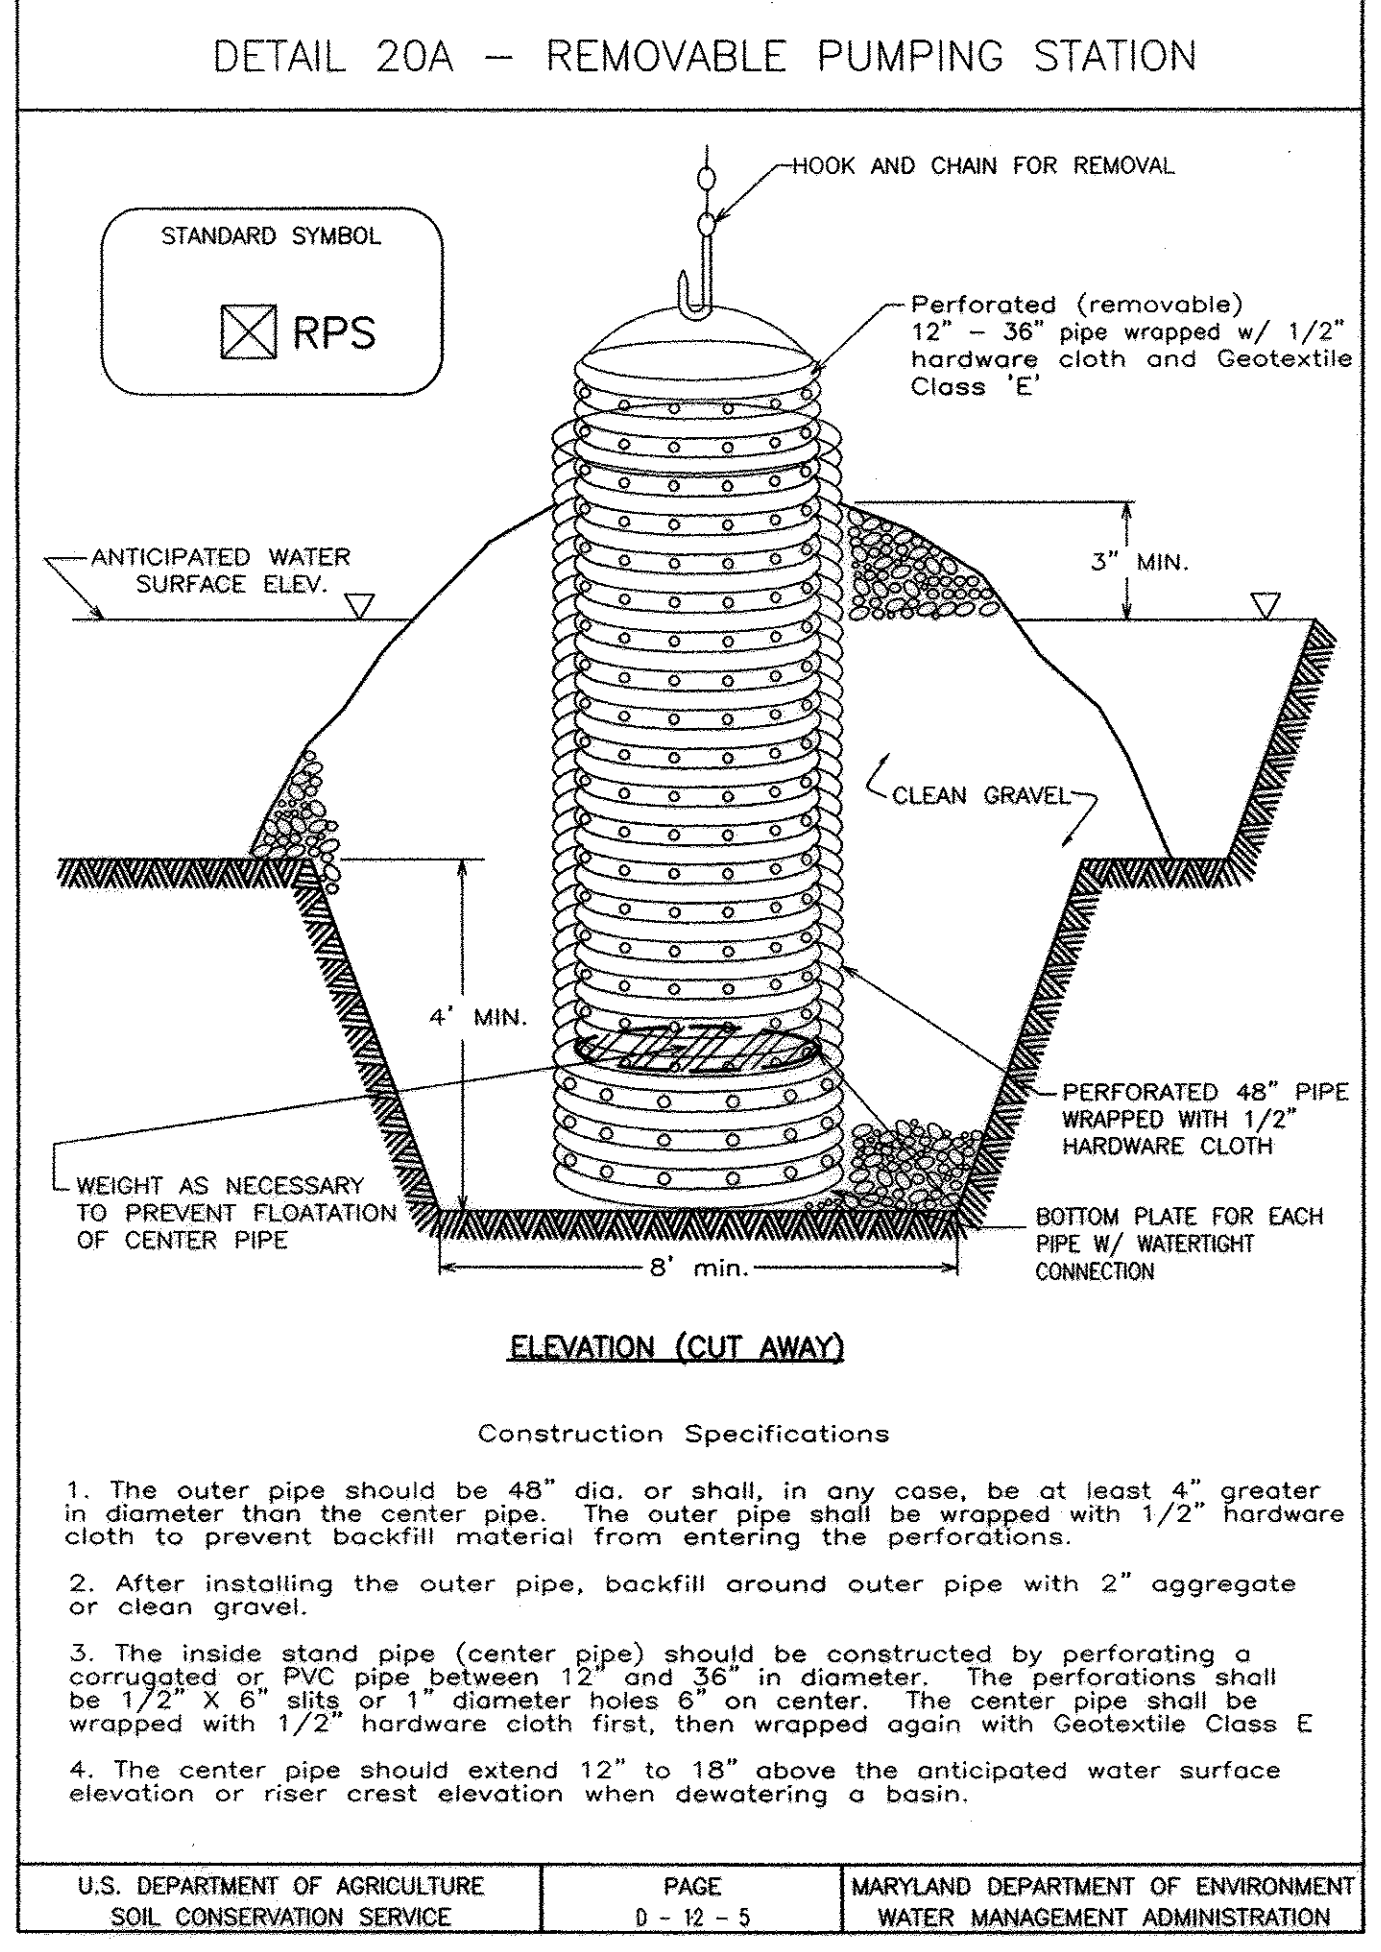 DETAIL 20A – REMOVABLE PUMPING STATION
HOOK AND CHAIN FOR REMOVAL
STANDARD SYMBOL
RPS
Perforated (removable)
12" – 36" pipe wrapped w/ 1/2"
hardware cloth and Geotextile
Class 'E'
ANTICIPATED WATER
SURFACE ELEV.
3" MIN.
CLEAN GRAVEL
4' MIN.
PERFORATED 48" PIPE
WRAPPED WITH 1/2"
HARDWARE CLOTH
WEIGHT AS NECESSARY
TO PREVENT FLOATATION
OF CENTER PIPE
BOTTOM PLATE FOR EACH
PIPE W/ WATERTIGHT
CONNECTION
8' min.
ELEVATION (CUT AWAY)
Construction Specifications
1. The outer pipe should be 48" dia. or shall, in any case, be at least 4" greater
in diameter than the center pipe. The outer pipe shall be wrapped with 1/2" hardware
cloth to prevent backfill material from entering the perforations.
2. After installing the outer pipe, backfill around outer pipe with 2" aggregate
or clean gravel.
3. The inside stand pipe (center pipe) should be constructed by perforating a
corrugated or PVC pipe between 12" and 36" in diameter. The perforations shall
be 1/2" X 6" slits or 1" diameter holes 6" on center. The center pipe shall be
wrapped with 1/2" hardware cloth first, then wrapped again with Geotextile Class E
4. The center pipe should extend 12" to 18" above the anticipated water surface
elevation or riser crest elevation when dewatering a basin.
U.S. DEPARTMENT OF AGRICULTURE
SOIL CONSERVATION SERVICE
PAGE
D – 12 – 5
MARYLAND DEPARTMENT OF ENVIRONMENT
WATER MANAGEMENT ADMINISTRATION